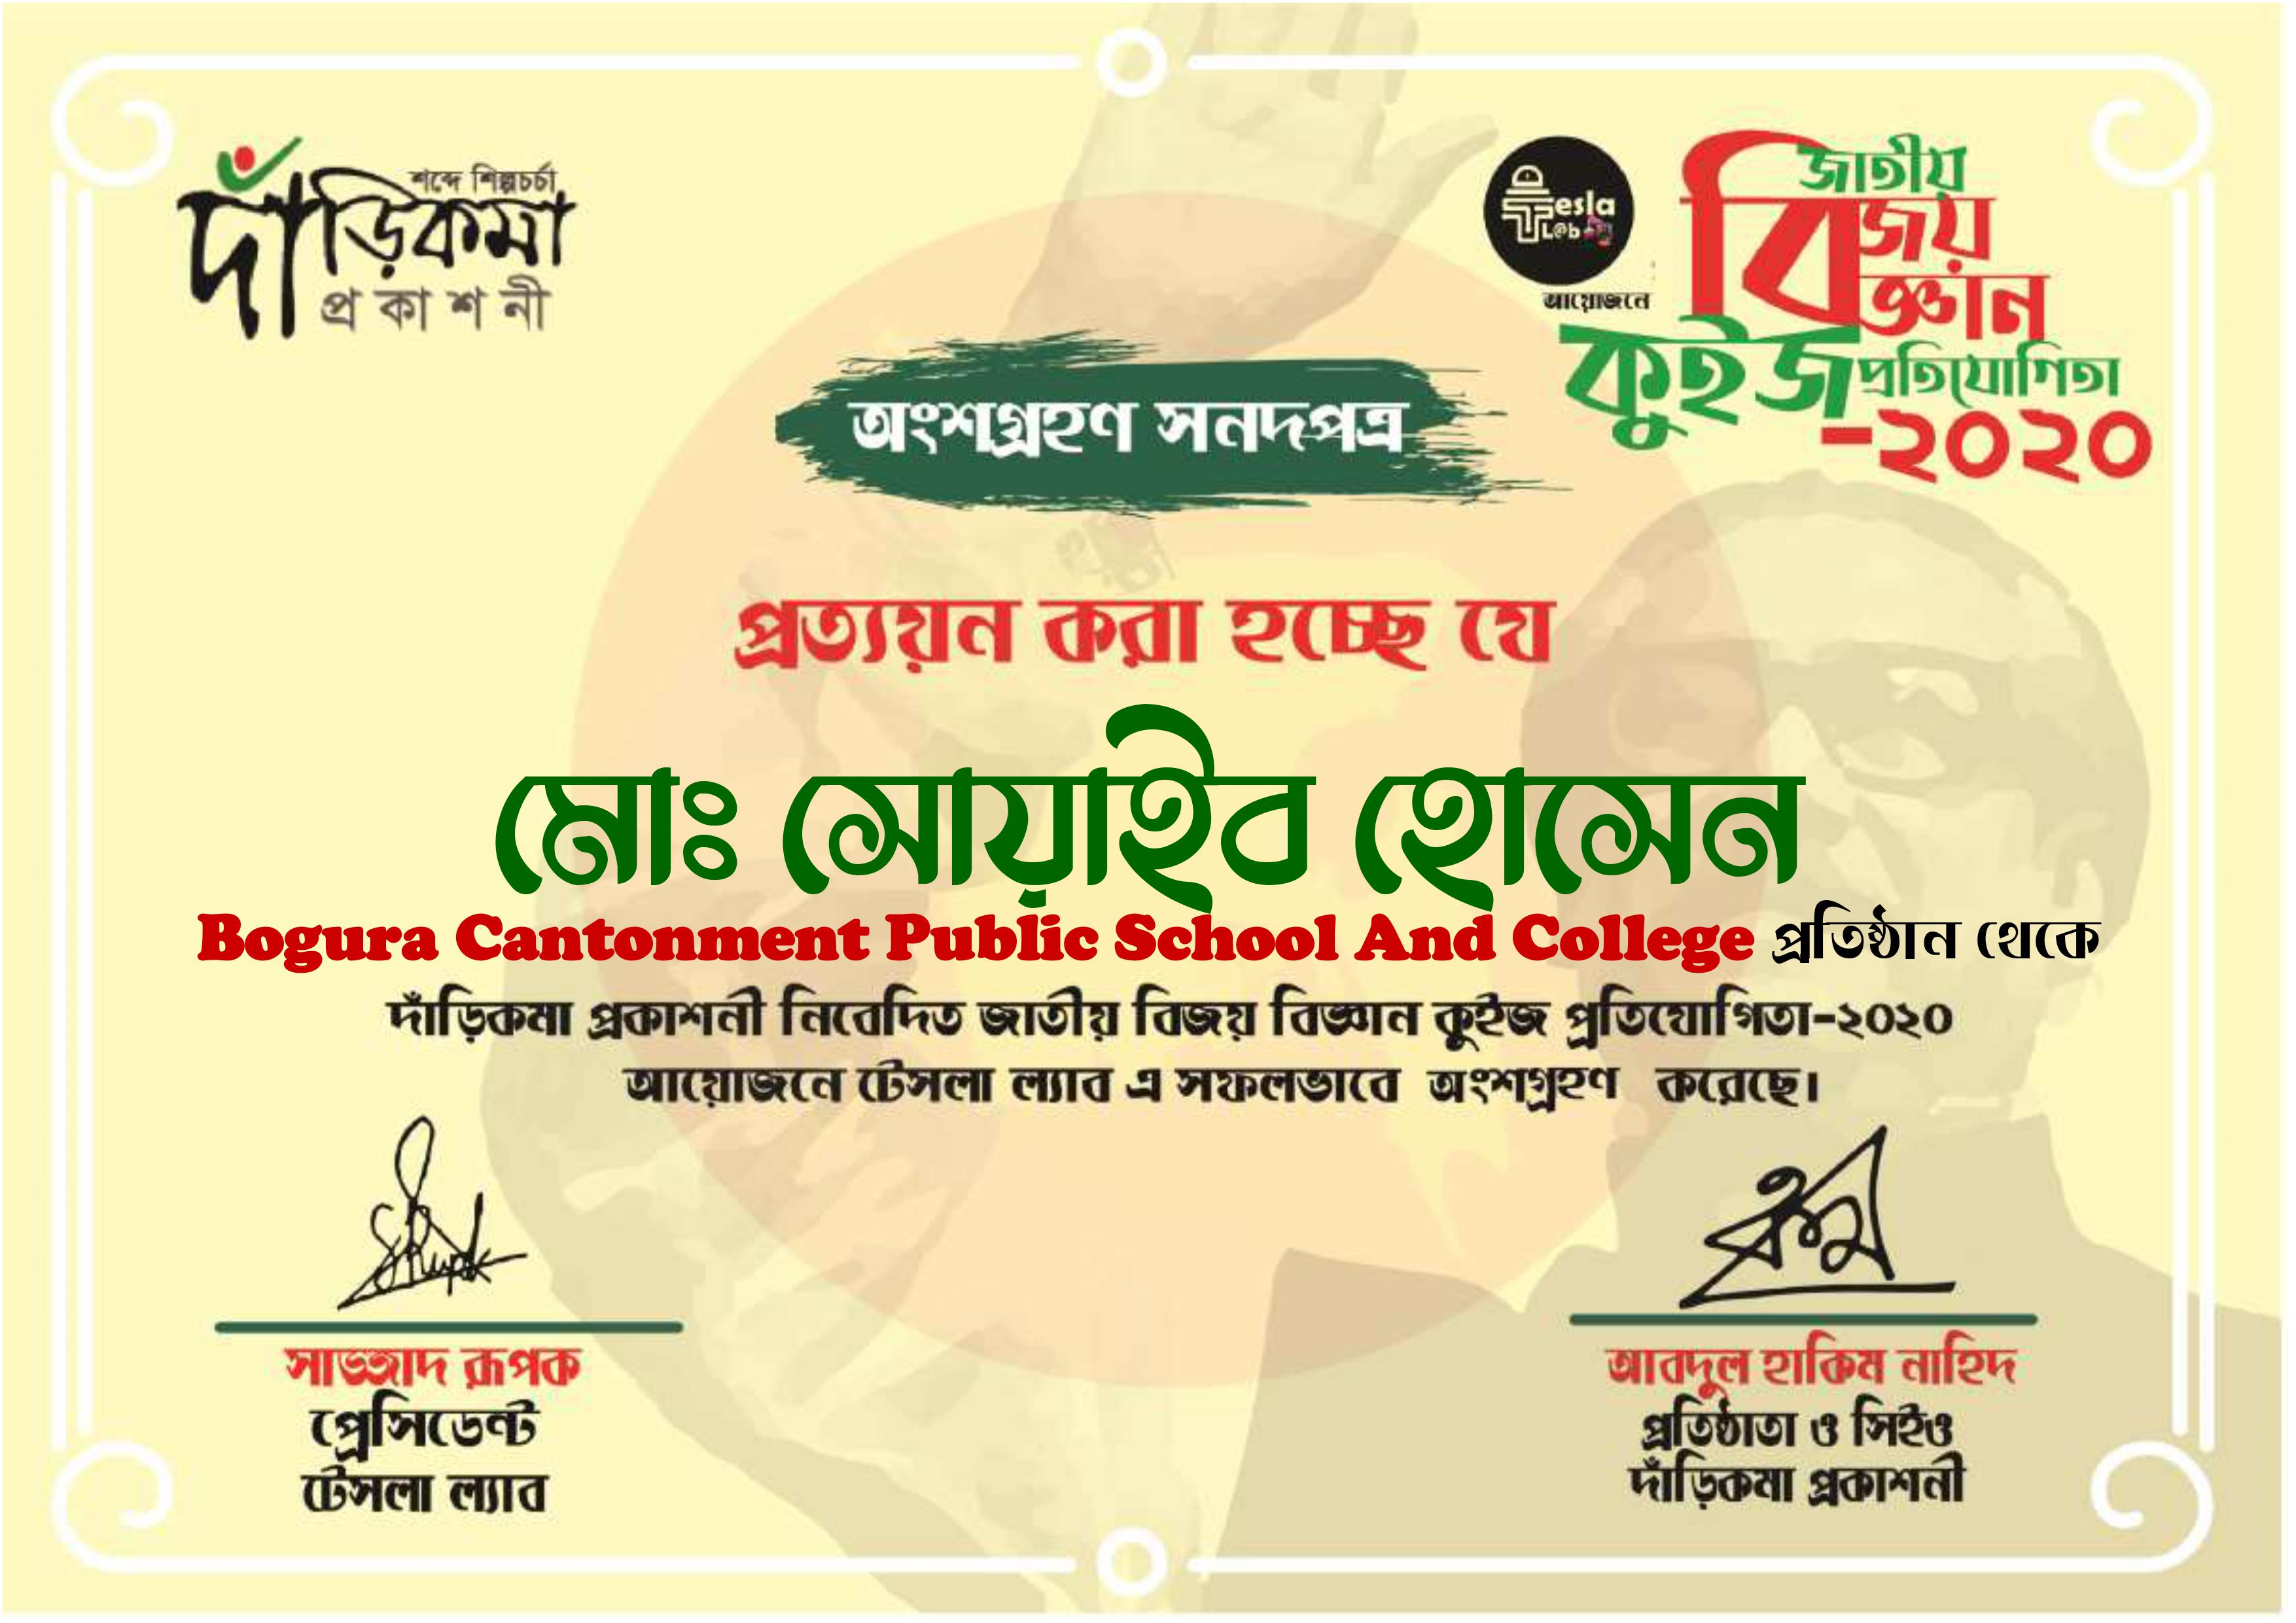 শব্দে শিল্পচর্চা
দাঁড়িকমা
প্রকাশনী
Tesla
L@b
আয়োজনে
জাতীয়
বিজয়
বিজ্ঞান
কুইজ প্রতিযোগিতা
-২০২০
অংশগ্রহণ সনদপত্র
প্রত্যয়ন করা হচ্ছে যে
মোঃ সোয়াইব হোসেন
Bogura Cantonment Public School And College প্রতিষ্ঠান থেকে
দাঁড়িকমা প্রকাশনী নিবেদিত জাতীয় বিজয় বিজ্ঞান কুইজ প্রতিযোগিতা-২০২০
আয়োজনে টেসলা ল্যাব এ সফলভাবে অংশগ্রহণ করেছে।
সাজ্জাদ রূপক
প্রেসিডেন্ট
টেসলা ল্যাব
আবদুল হাকিম নাহিদ
প্রতিষ্ঠাতা ও সিইও
দাঁড়িকমা প্রকাশনী